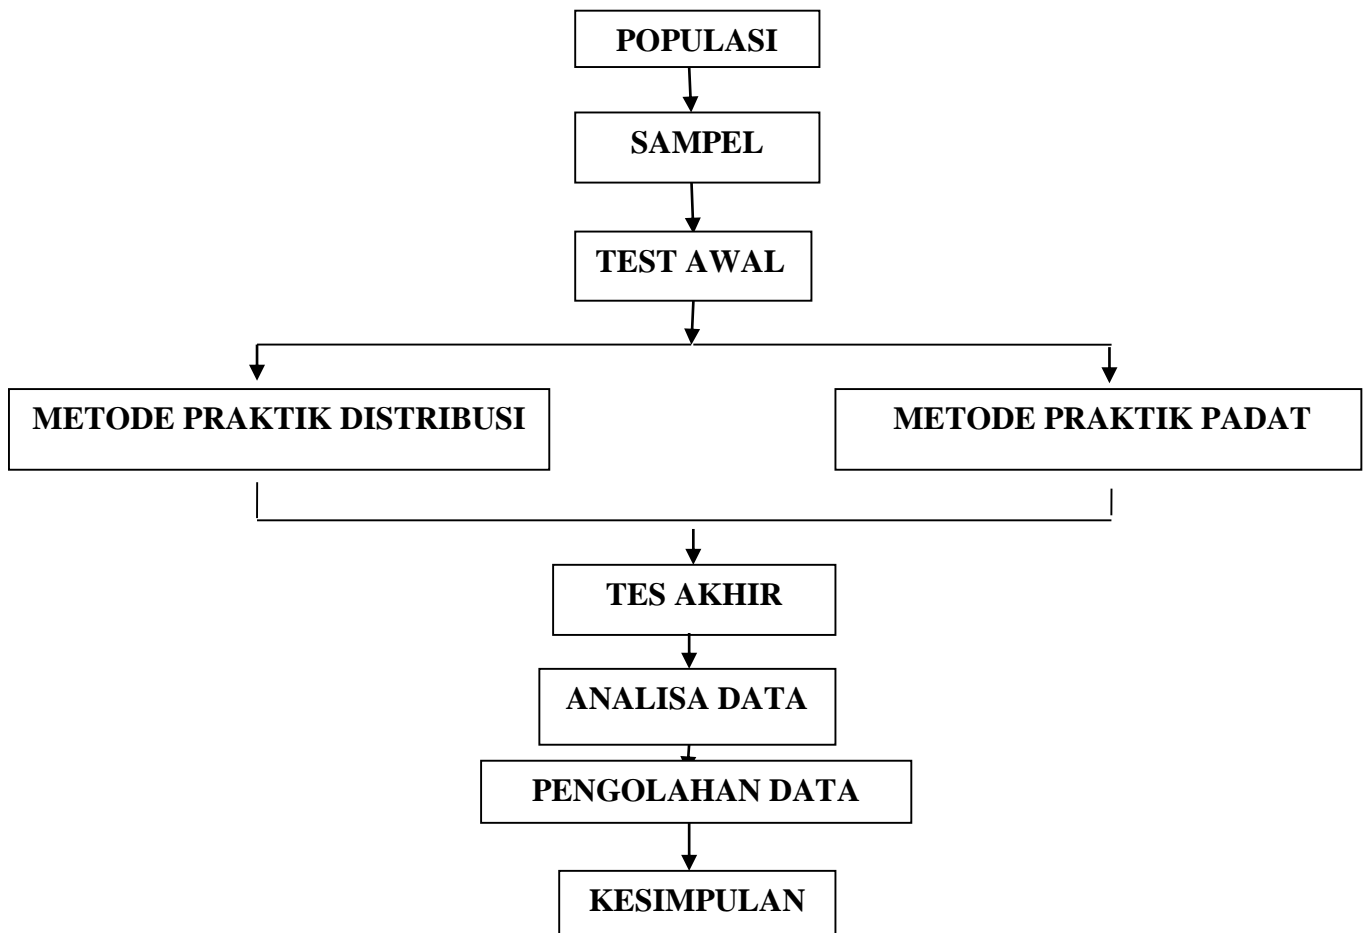 POPULASI
SAMPEL
TEST AWAL
METODE PRAKTIK DISTRIBUSI
METODE PRAKTIK PADAT
TES AKHIR
ANALISA DATA
PENGOLAHAN DATA
KESIMPULAN